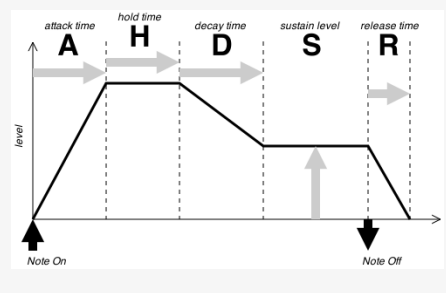 attack time
hold time
decay time
sustain level
release time
A
H
D
S
R
level
Note On
Note Off